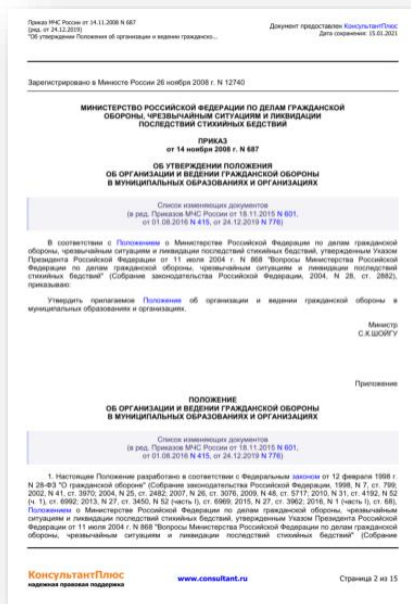 Приказ МЧС России от 14.11.2008 N 687
(ред. от 24.12.2019)
"Об утверждении Положения об организации и ведении гражданско...
Документ предоставлен КонсультантПлюс
Дата сохранения: 15.01.2021
Зарегистрировано в Минюсте России 26 ноября 2008 г. N 12740
МИНИСТЕРСТВО РОССИЙСКОЙ ФЕДЕРАЦИИ ПО ДЕЛАМ ГРАЖДАНСКОЙ
ОБОРОНЫ, ЧРЕЗВЫЧАЙНЫМ СИТУАЦИЯМ И ЛИКВИДАЦИИ
ПОСЛЕДСТВИЙ СТИХИЙНЫХ БЕДСТВИЙ
ПРИКАЗ
от 14 ноября 2008 г. N 687
ОБ УТВЕРЖДЕНИИ ПОЛОЖЕНИЯ
ОБ ОРГАНИЗАЦИИ И ВЕДЕНИИ ГРАЖДАНСКОЙ ОБОРОНЫ
В МУНИЦИПАЛЬНЫХ ОБРАЗОВАНИЯХ И ОРГАНИЗАЦИЯХ
Список изменяющих документов
(в ред. Приказов МЧС России от 18.11.2015 N 601,
от 01.08.2016 N 415, от 24.12.2019 N 776)
В соответствии с Положением о Министерстве Российской Федерации по делам гражданской
обороны, чрезвычайным ситуациям и ликвидации последствий стихийных бедствий, утвержденным Указом
Президента Российской Федерации от 11 июля 2004 г. N 868 "Вопросы Министерства Российской
Федерации по делам гражданской обороны, чрезвычайным ситуациям и ликвидации последствий
стихийных бедствий" (Собрание законодательства Российской Федерации, 2004, N 28, ст. 2882),
приказываю:
Утвердить прилагаемое Положение об организации и ведении гражданской обороны в
муниципальных образованиях и организациях.
Министр
С.К.ШОЙГУ
Приложение
ПОЛОЖЕНИЕ
ОБ ОРГАНИЗАЦИИ И ВЕДЕНИИ ГРАЖДАНСКОЙ ОБОРОНЫ
В МУНИЦИПАЛЬНЫХ ОБРАЗОВАНИЯХ И ОРГАНИЗАЦИЯХ
Список изменяющих документов
(в ред. Приказов МЧС России от 18.11.2015 N 601,
от 01.08.2016 N 415, от 24.12.2019 N 776)
1. Настоящее Положение разработано в соответствии с Федеральным законом от 12 февраля 1998 г.
N 28-ФЗ "О гражданской обороне" (Собрание законодательства Российской Федерации, 1998, N 7, ст. 799;
2002, N 41, ст. 3970; 2004, N 25, ст. 2482; 2007, N 26, ст. 3076; 2009, N 48, ст. 5717; 2010, N 31, ст. 4192, N 52
(ч. 1), ст. 6992; 2013, N 27, ст. 3450, N 52 (часть I), ст. 6969; 2015, N 27, ст. 3962; 2016, N 1 (часть I), ст. 68),
Положением о Министерстве Российской Федерации по делам гражданской обороны, чрезвычайным
ситуациям и ликвидации последствий стихийных бедствий, утвержденным Указом Президента Российской
Федерации от 11 июля 2004 г. N 868 "Вопросы Министерства Российской Федерации по делам гражданской
обороны, чрезвычайным ситуациям и ликвидации последствий стихийных бедствий" (Собрание
КонсультантПлюс
надежная правовая поддержка
www.consultant.ru
Страница 2 из 15